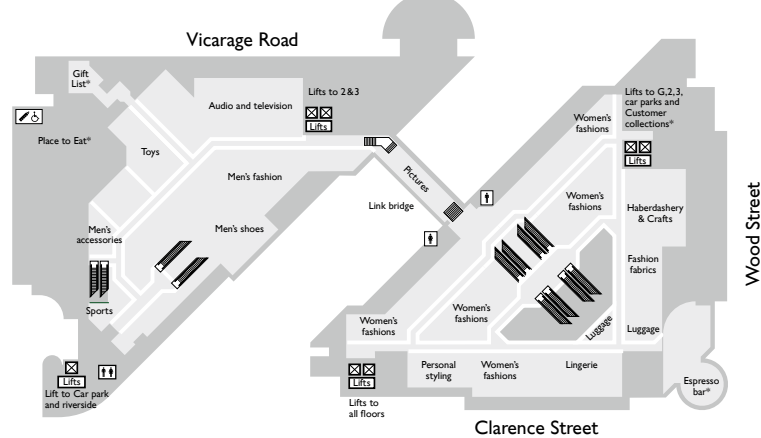 Vicarage Road
Gift
List*
Audio and television
Lifts to 2&3
Lifts
Place to Eat*
Toys
Men's fashion
Men's
accessories
Men's shoes
Sports
Lifts
Lift to Car park
and riverside
Pictures
Link bridge
Women's
fashions
Lifts to G,2,3,
car parks and
Customer
collections*
Lifts
Women's
fashions
Haberdashery
& Crafts
Fashion
fabrics
Wood Street
Women's
fashions
Women's
fashions
Luggage
Luggage
Lifts
Lifts to
all floors
Personal
styling
Women's
fashions
Lingerie
Espresso
bar*
Clarence Street